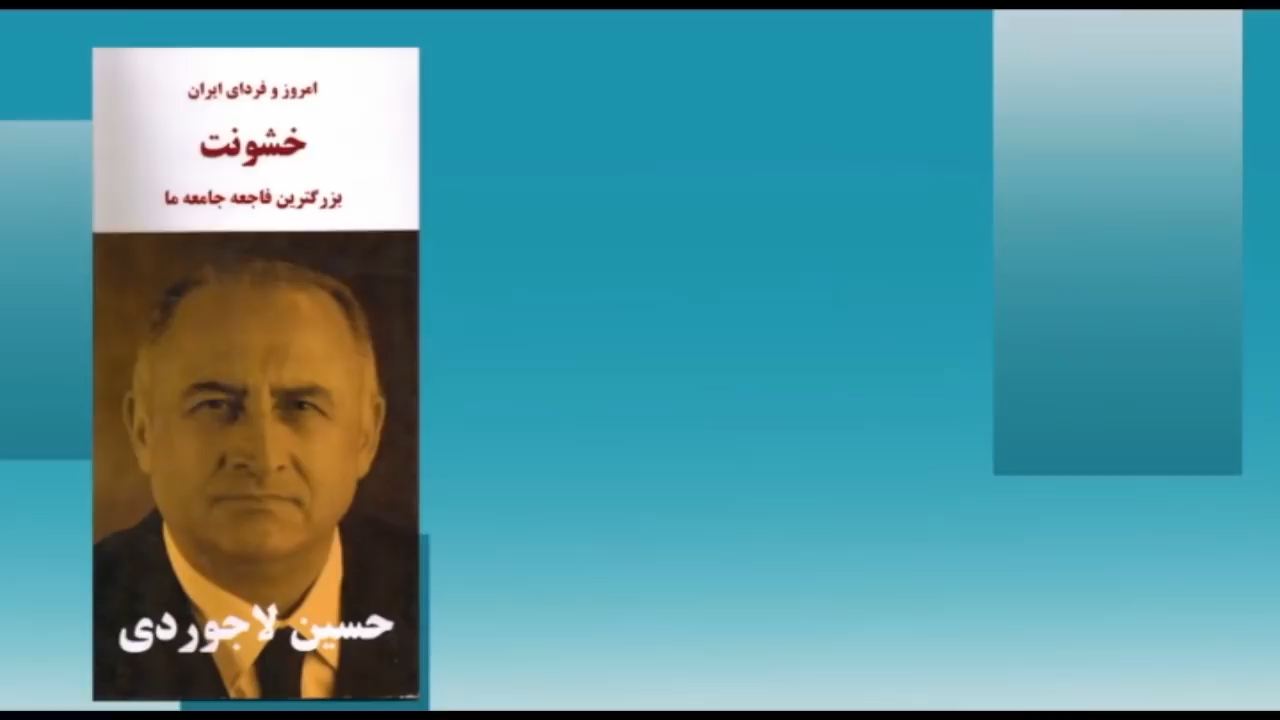 امروز و فردای ایران
خشونت
بزرگترین فاجعه جامعه ما
حسین لاجوردی